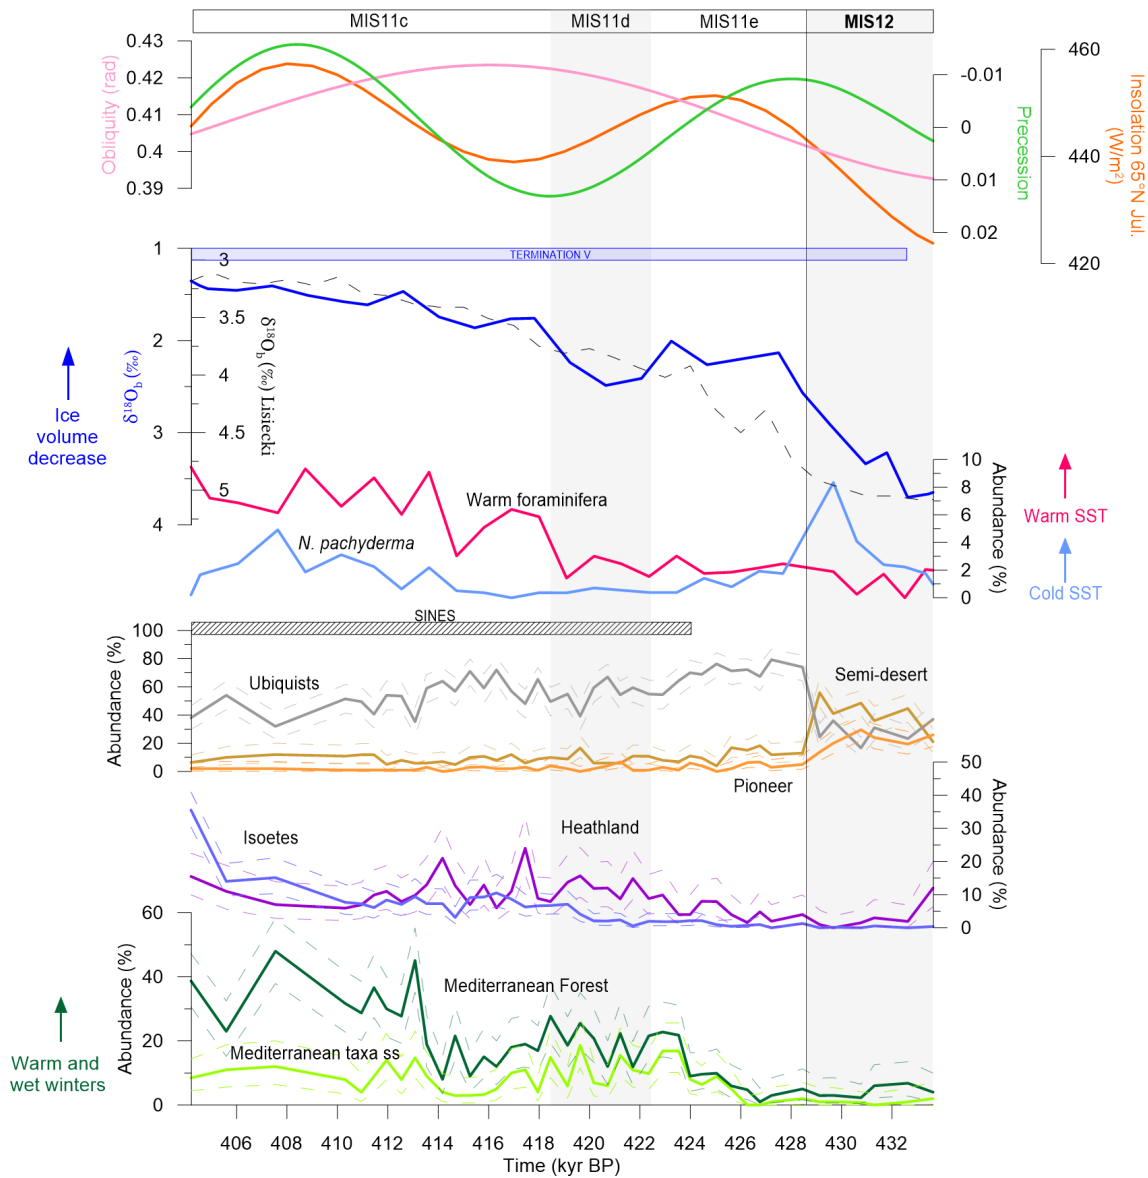 MIS11c MIS11d MIS11e MIS12
0.43
0.42
0.41
0.4
0.39
Obliquity (rad)
-0.01
0
0.01
0.02
Precession
460
440
420
Insolation 65°N Jul.
(W/m²)
TERMINATION V
1
2
3
4
δ¹⁸O_b (‰)
3
3.5
4
4.5
5
δ¹⁸O_b (‰) Lisiecki
Ice
volume
decrease
Warm foraminifera
N. pachyderma
10
8
6
4
2
0
Abundance (%)
Warm SST
Cold SST
SINES
100
80
60
40
20
0
Abundance (%)
Ubiquists
Semi-desert
Pioneer
50
40
30
20
10
0
Abundance (%)
Isoetes
Heathland
60
40
20
0
Abundance (%)
Mediterranean Forest
Mediterranean taxa ss
Warm and
wet winters
406 408 410 412 414 416 418 420 422 424 426 428 430 432
Time (kyr BP)